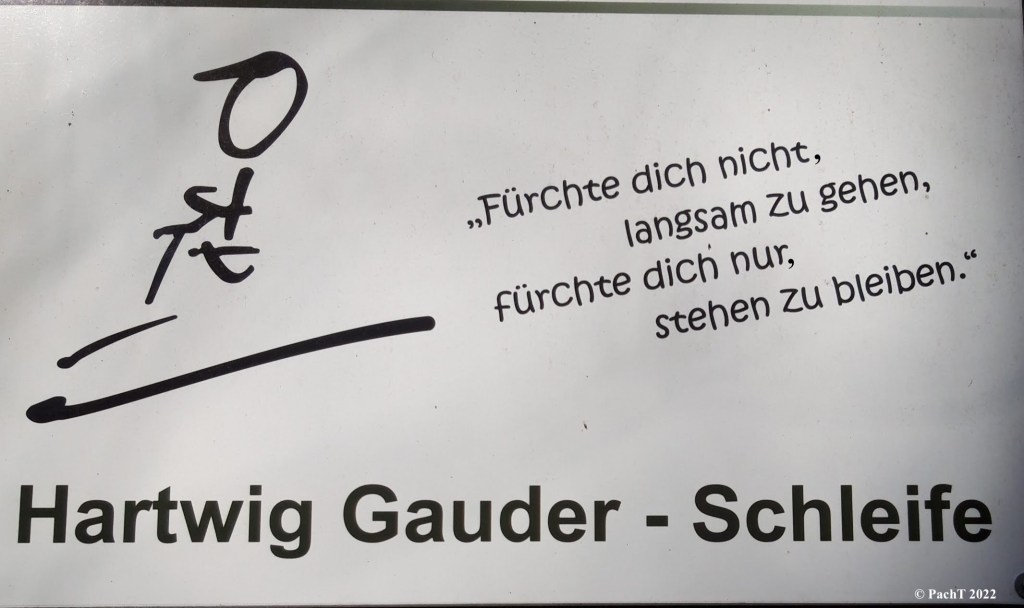 „Fürchte dich nicht,
langsam zu gehen,
fürchte dich nur,
stehen zu bleiben.“
Hartwig Gauder - Schleife
© PachT 2022